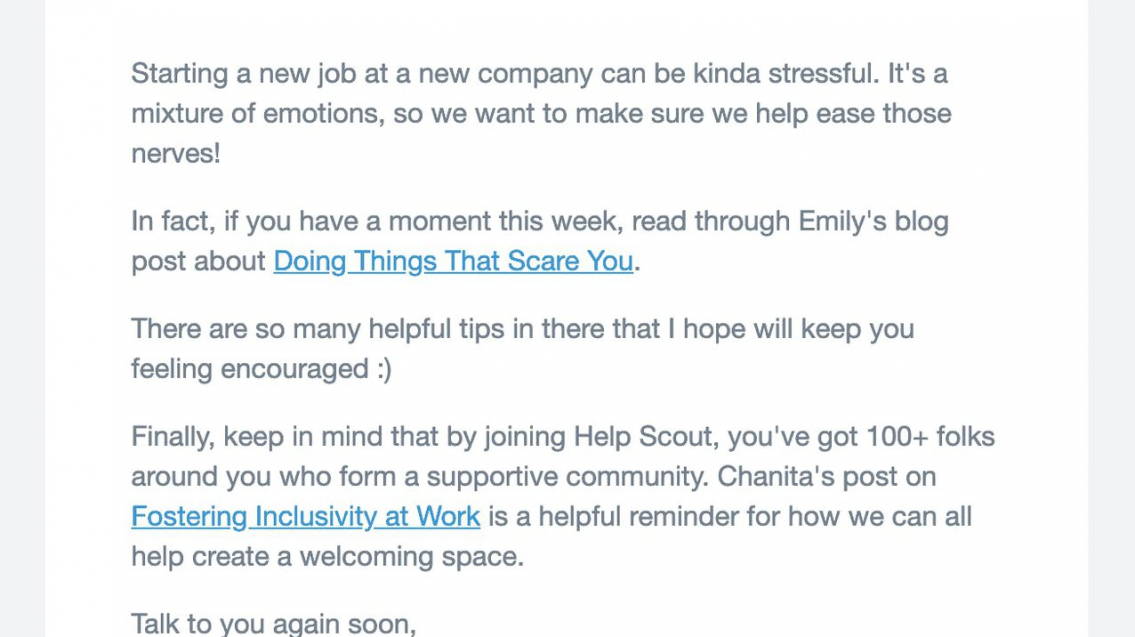 Starting a new job at a new company can be kinda stressful. It's a
mixture of emotions, so we want to make sure we help ease those
nerves!
In fact, if you have a moment this week, read through Emily's blog
post about Doing Things That Scare You.
There are so many helpful tips in there that I hope will keep you
feeling encouraged :)
Finally, keep in mind that by joining Help Scout, you've got 100+ folks
around you who form a supportive community. Chanita's post on
Fostering Inclusivity at Work is a helpful reminder for how we can all
help create a welcoming space.
Talk to you again soon,